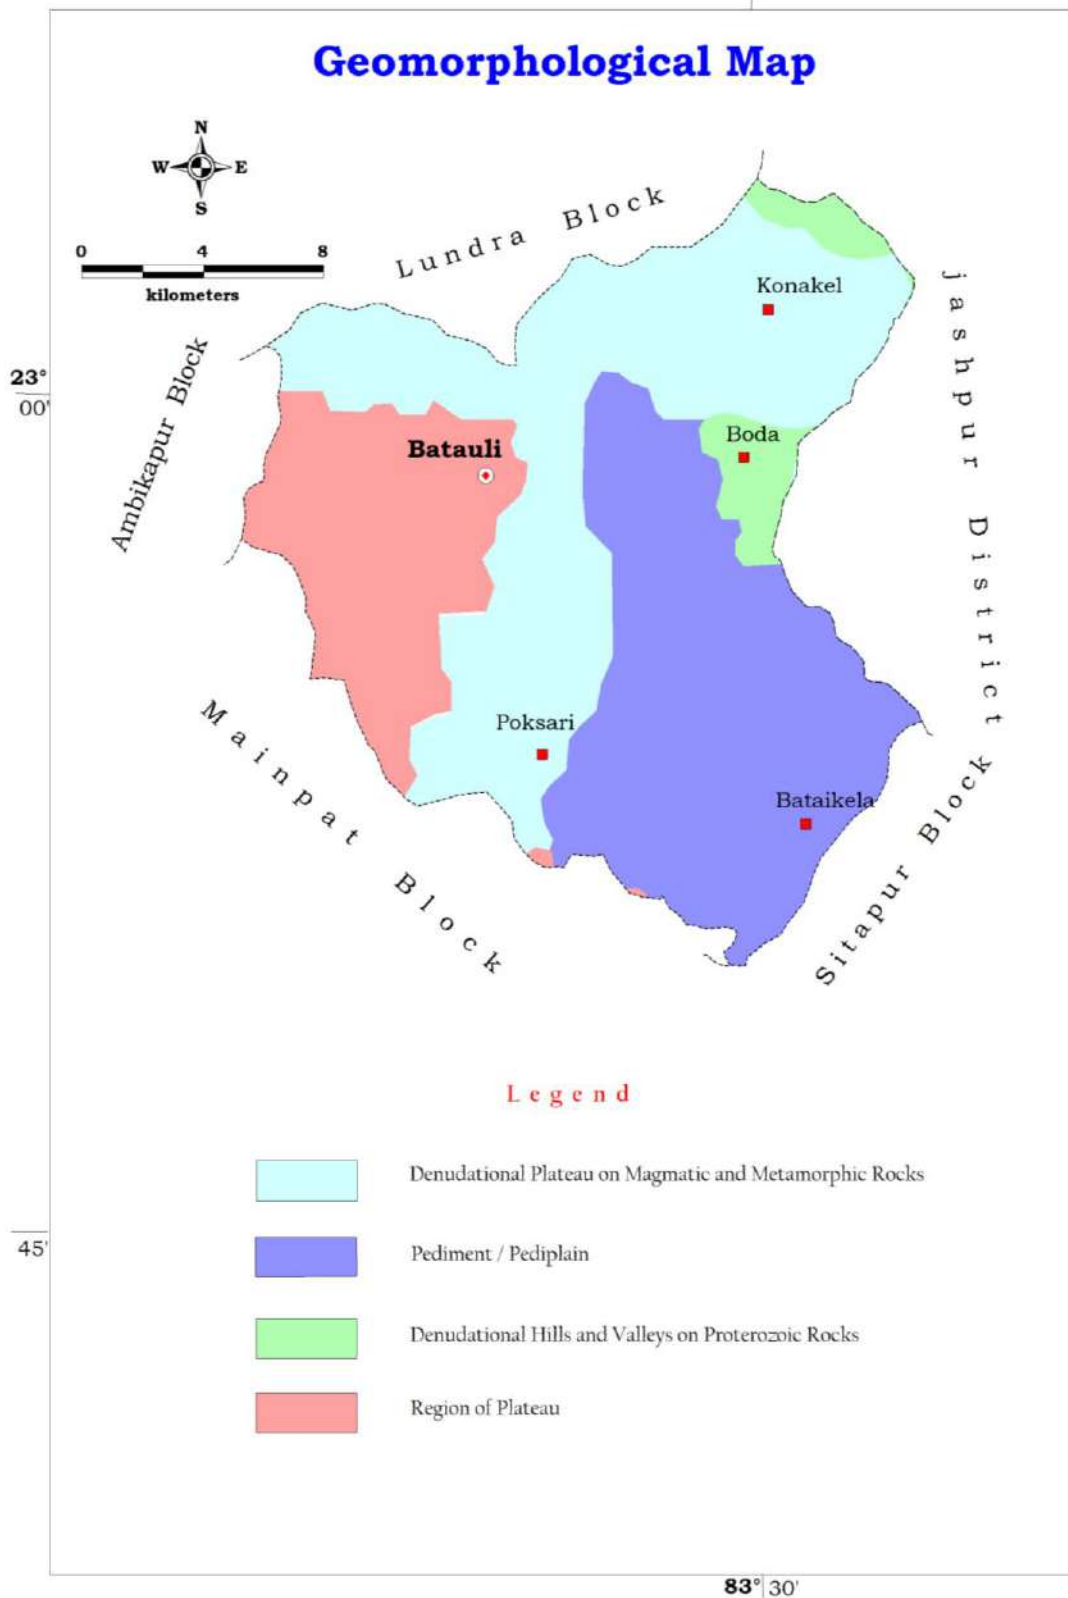 Geomorphological Map
N
W E
S
0 4 8
kilometers
Lundra Block
Ambikapur Block
jashpur District
Konakel
23°
00'
Boda
Batauli
Poksari
Mainpat Block
Bataikela
Sitapur Block
Legend
Denudational Plateau on Magmatic and Metamorphic Rocks
Pediment / Pediplain
45'
Denudational Hills and Valleys on Proterozoic Rocks
Region of Plateau
83° 30'